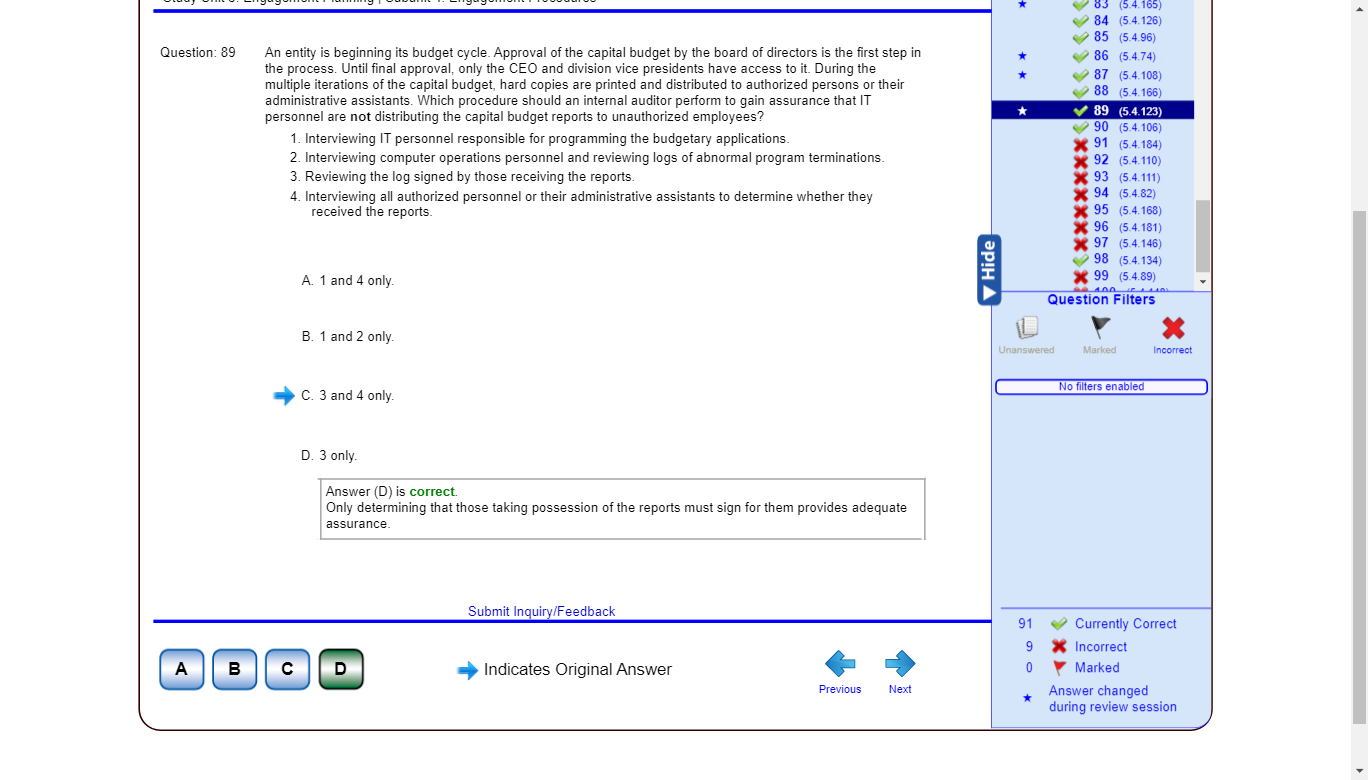 Question: 89
An entity is beginning its budget cycle. Approval of the capital budget by the board of directors is the first step in
the process. Until final approval, only the CEO and division vice presidents have access to it. During the
multiple iterations of the capital budget, hard copies are printed and distributed to authorized persons or their
administrative assistants. Which procedure should an internal auditor perform to gain assurance that IT
personnel are not distributing the capital budget reports to unauthorized employees?
1. Interviewing IT personnel responsible for programming the budgetary applications.
2. Interviewing computer operations personnel and reviewing logs of abnormal program terminations.
3. Reviewing the log signed by those receiving the reports.
4. Interviewing all authorized personnel or their administrative assistants to determine whether they
received the reports.
A. 1 and 4 only.
B. 1 and 2 only.
C. 3 and 4 only.
D. 3 only.
Answer (D) is correct.
Only determining that those taking possession of the reports must sign for them provides adequate
assurance.
Submit Inquiry/Feedback
A B C D
Indicates Original Answer
Previous Next
83 (5.4.165)
84 (5.4.126)
85 (5.4.96)
86 (5.4.74)
87 (5.4.108)
88 (5.4.166)
89 (5.4.123)
90 (5.4.106)
91 (5.4.184)
92 (5.4.110)
93 (5.4.111)
94 (5.4.82)
95 (5.4.168)
96 (5.4.181)
97 (5.4.146)
98 (5.4.134)
99 (5.4.89)
Hide
Question Filters
Unanswered Marked Incorrect
No filters enabled
91 Currently Correct
9 Incorrect
0 Marked
Answer changed
during review session